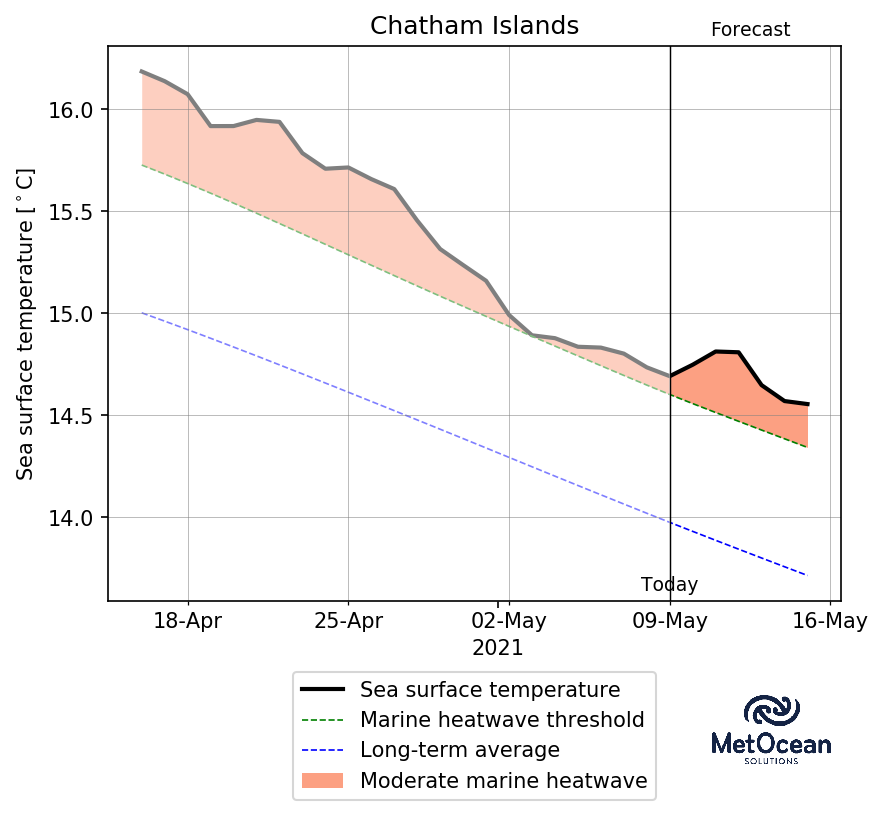 Chatham Islands
Forecast
Sea surface temperature [°C]
16.0
15.5
15.0
14.5
14.0
Today
18-Apr 25-Apr 02-May 09-May 16-May
2021
Sea surface temperature
Marine heatwave threshold
Long-term average
Moderate marine heatwave
MetOcean
SOLUTIONS